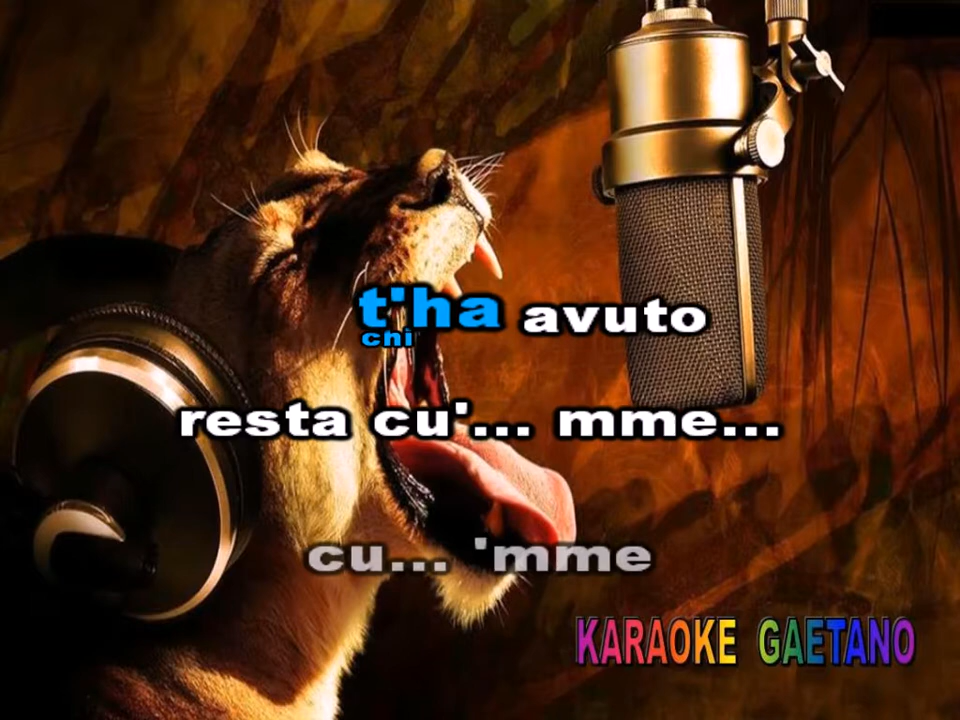 t'ha avuto
chi
resta cu'... mme...
cu... 'mme
KARAOKE GAETANO